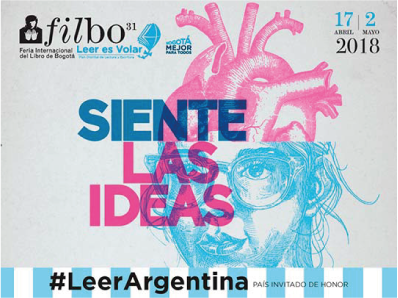 filbo 31
Feria Internacional
del Libro de Bogotá
Leer es Volar
BOGOTÁ
MEJOR
PARA TODOS
17 | 2
ABRIL MAYO
2018
SIENTE
LAS
IDEAS
#LeerArgentina PAÍS INVITADO DE HONOR